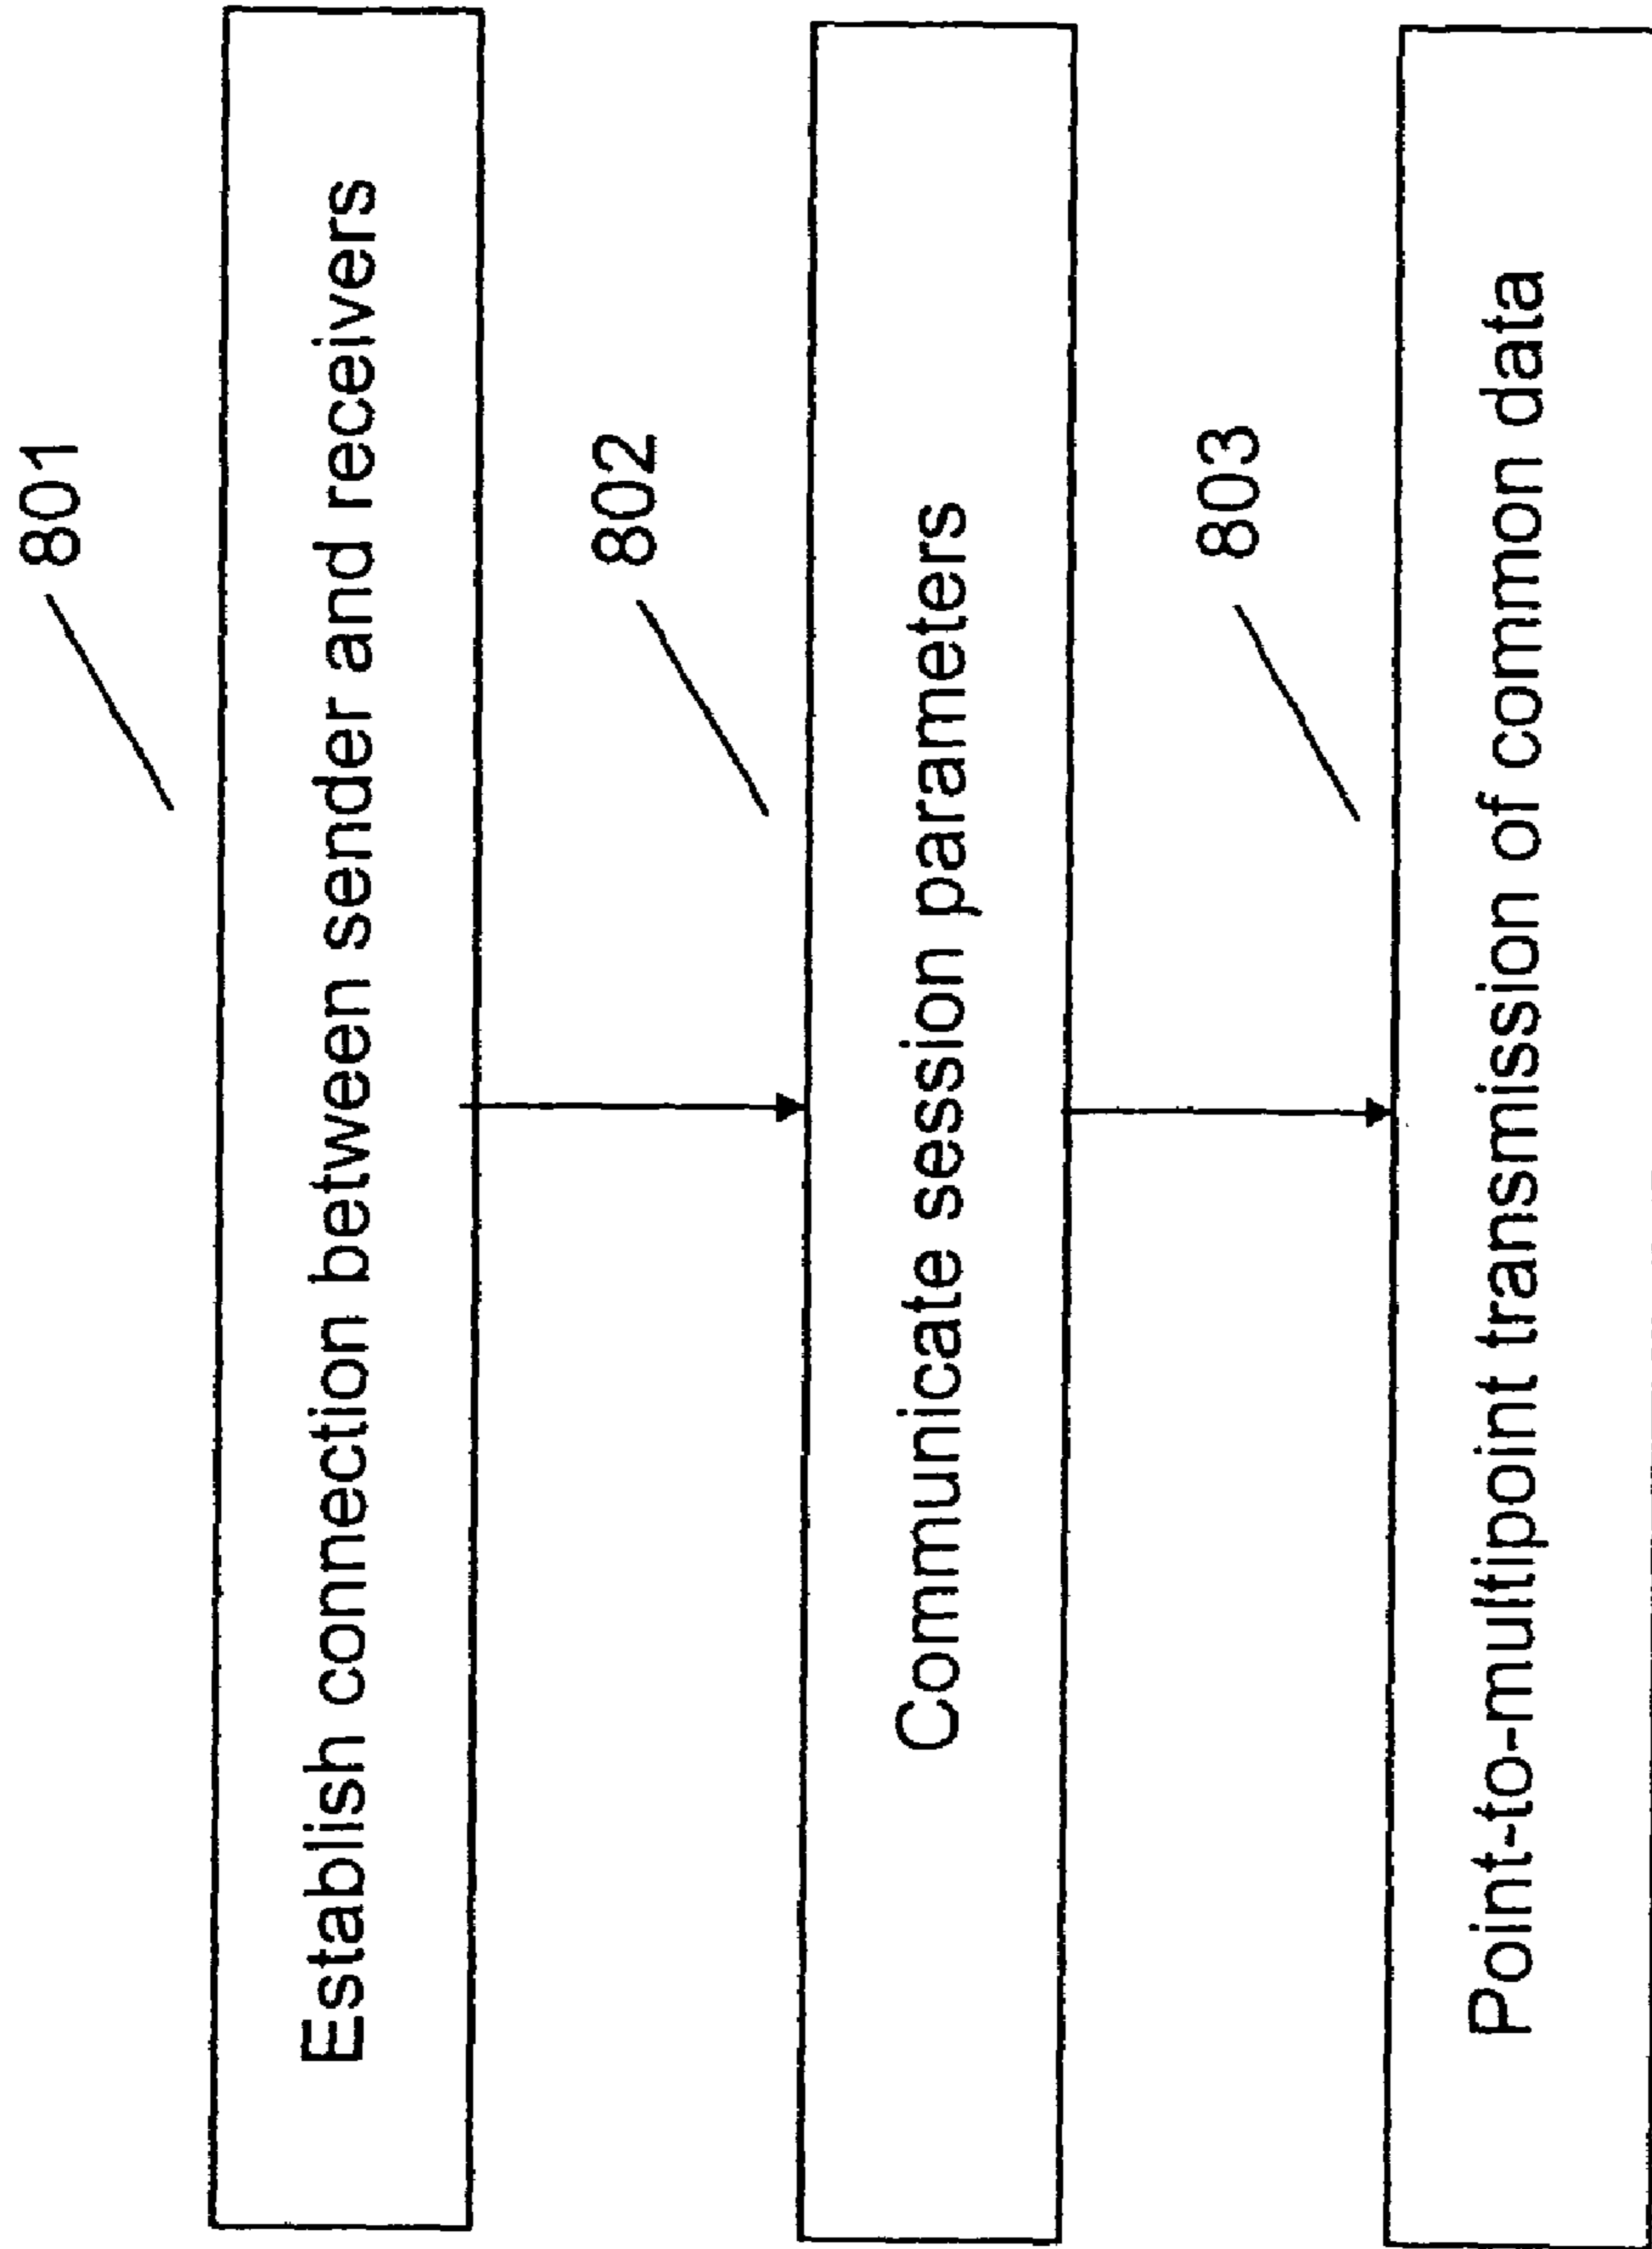 801
Establish connection between sender and receivers
802
Communicate session parameters
803
Point-to-multipoint transmission of common data